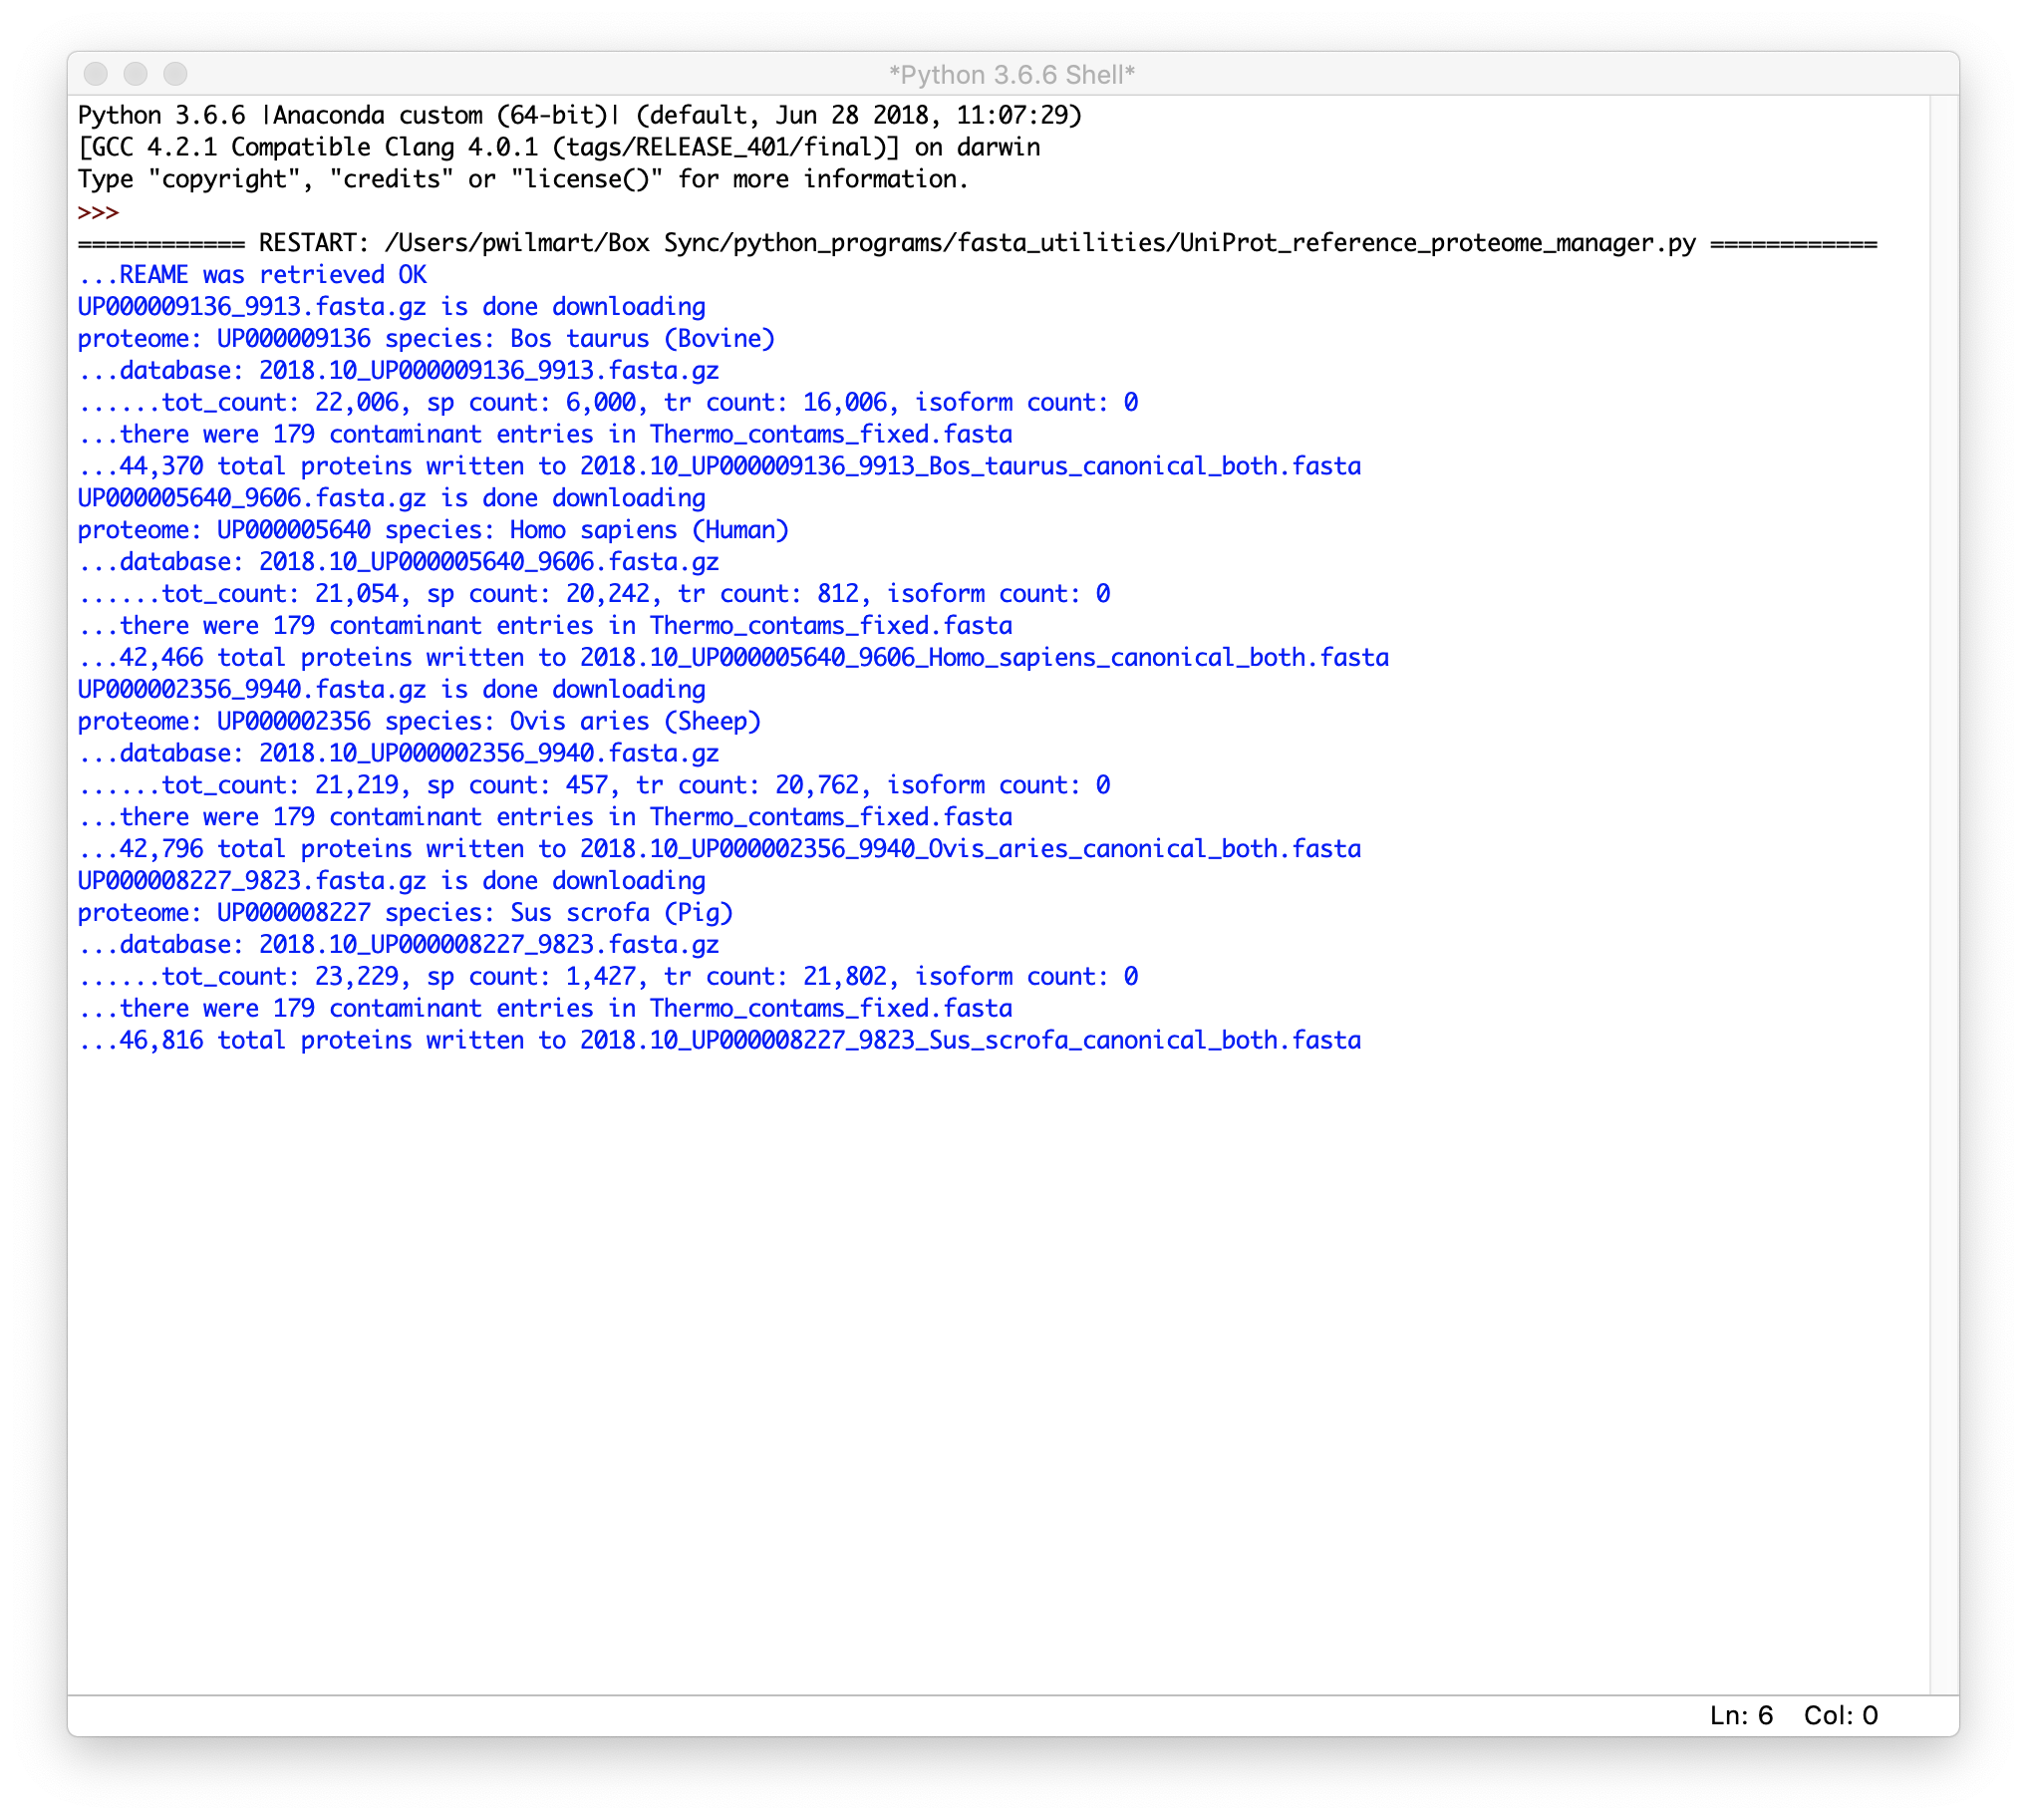 *Python 3.6.6 Shell*
Python 3.6.6 |Anaconda custom (64-bit)| (default, Jun 28 2018, 11:07:29)
[GCC 4.2.1 Compatible Clang 4.0.1 (tags/RELEASE_401/final)] on darwin
Type "copyright", "credits" or "license()" for more information.
>>>
============ RESTART: /Users/pwilmart/Box Sync/python_programs/fasta_utilities/UniProt_reference_proteome_manager.py ============
...REAME was retrieved OK
UP000009136_9913.fasta.gz is done downloading
proteome: UP000009136 species: Bos taurus (Bovine)
...database: 2018.10_UP000009136_9913.fasta.gz
......tot_count: 22,006, sp count: 6,000, tr count: 16,006, isoform count: 0
...there were 179 contaminant entries in Thermo_contams_fixed.fasta
...44,370 total proteins written to 2018.10_UP000009136_9913_Bos_taurus_canonical_both.fasta
UP000005640_9606.fasta.gz is done downloading
proteome: UP000005640 species: Homo sapiens (Human)
...database: 2018.10_UP000005640_9606.fasta.gz
......tot_count: 21,054, sp count: 20,242, tr count: 812, isoform count: 0
...there were 179 contaminant entries in Thermo_contams_fixed.fasta
...42,466 total proteins written to 2018.10_UP000005640_9606_Homo_sapiens_canonical_both.fasta
UP000002356_9940.fasta.gz is done downloading
proteome: UP000002356 species: Ovis aries (Sheep)
...database: 2018.10_UP000002356_9940.fasta.gz
......tot_count: 21,219, sp count: 457, tr count: 20,762, isoform count: 0
...there were 179 contaminant entries in Thermo_contams_fixed.fasta
...42,796 total proteins written to 2018.10_UP000002356_9940_Ovis_aries_canonical_both.fasta
UP000008227_9823.fasta.gz is done downloading
proteome: UP000008227 species: Sus scrofa (Pig)
...database: 2018.10_UP000008227_9823.fasta.gz
......tot_count: 23,229, sp count: 1,427, tr count: 21,802, isoform count: 0
...there were 179 contaminant entries in Thermo_contams_fixed.fasta
...46,816 total proteins written to 2018.10_UP000008227_9823_Sus_scrofa_canonical_both.fasta
Ln: 6 Col: 0